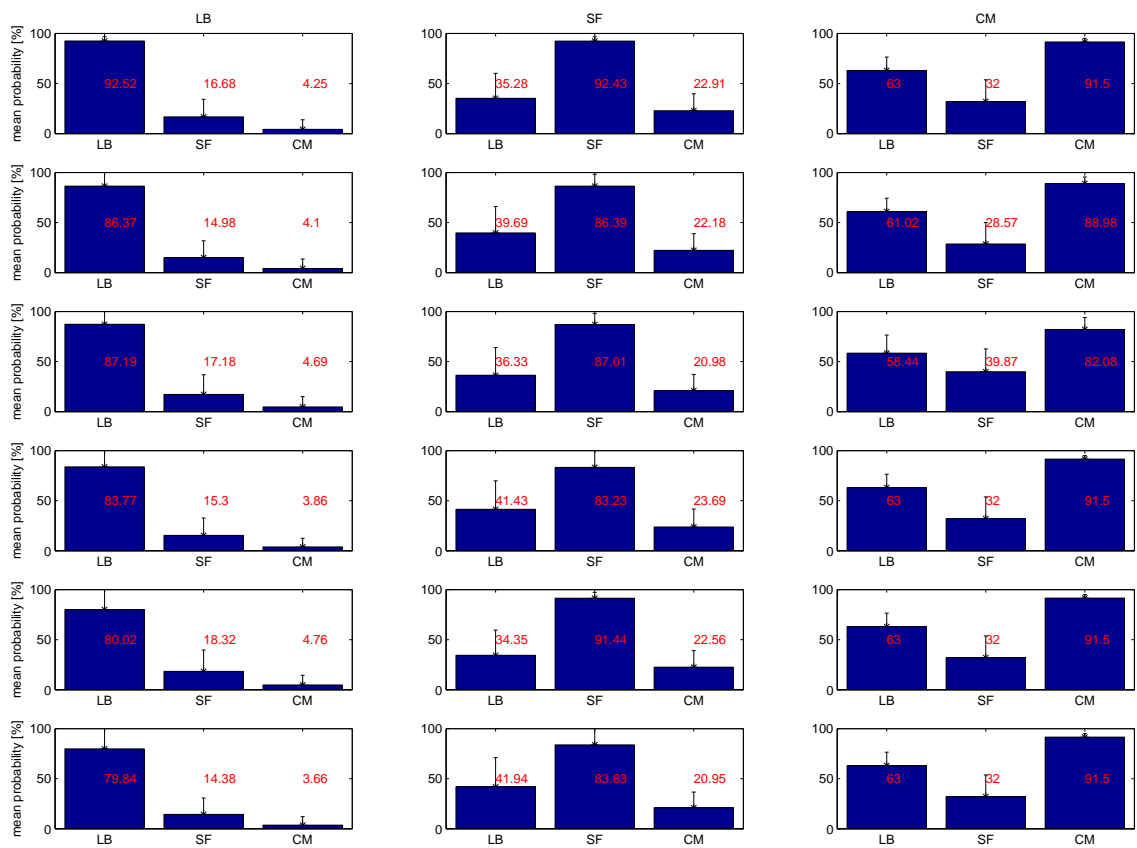 LB SF CM
mean probability [%]
100 100 100
50 92.52 16.68 4.25 50 35.28 92.43 22.91 50 63 32 91.5
0 0 0
LB SF CM LB SF CM LB SF CM
mean probability [%]
100 100 100
50 86.37 14.98 4.1 50 39.69 86.39 22.18 50 61.02 28.57 88.98
0 0 0
LB SF CM LB SF CM LB SF CM
mean probability [%]
100 100 100
50 87.19 17.18 4.69 50 36.33 87.01 20.98 50 58.44 39.87 82.08
0 0 0
LB SF CM LB SF CM LB SF CM
mean probability [%]
100 100 100
50 83.77 15.3 3.86 50 41.43 83.23 23.69 50 63 32 91.5
0 0 0
LB SF CM LB SF CM LB SF CM
mean probability [%]
100 100 100
50 80.02 18.32 4.76 50 34.35 91.44 22.56 50 63 32 91.5
0 0 0
LB SF CM LB SF CM LB SF CM
mean probability [%]
100 100 100
50 79.84 14.38 3.66 50 41.94 83.83 20.95 50 63 32 91.5
0 0 0
LB SF CM LB SF CM LB SF CM